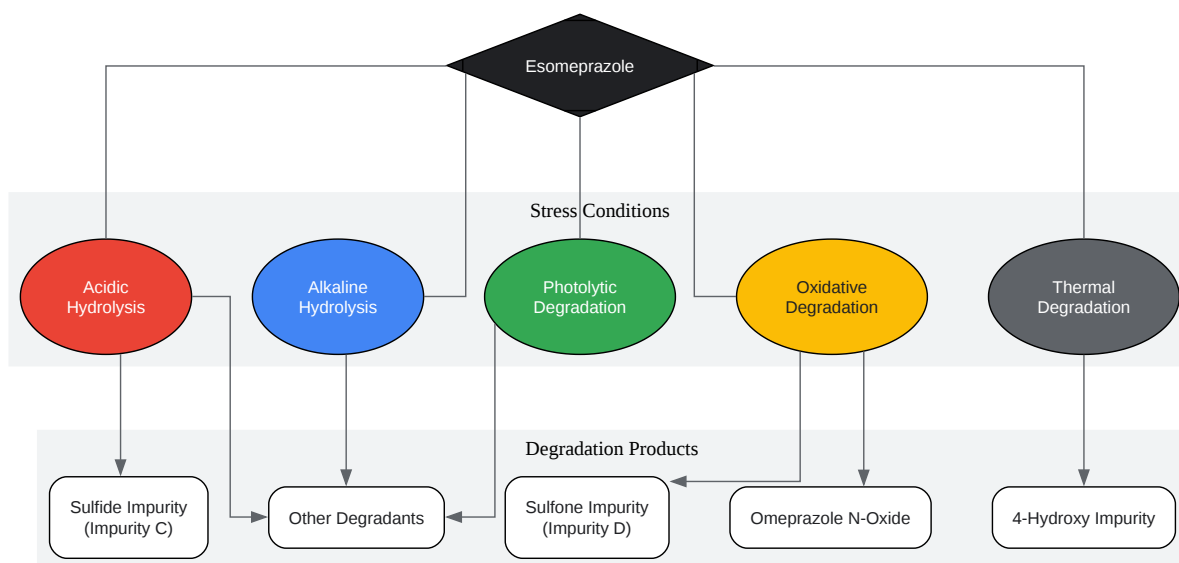 Esomeprazole
Stress Conditions
Acidic
Hydrolysis
Alkaline
Hydrolysis
Photolytic
Degradation
Oxidative
Degradation
Thermal
Degradation
Degradation Products
Sulfide Impurity
(Impurity C)
Other Degradants
Sulfone Impurity
(Impurity D)
Omeprazole N-Oxide
4-Hydroxy Impurity